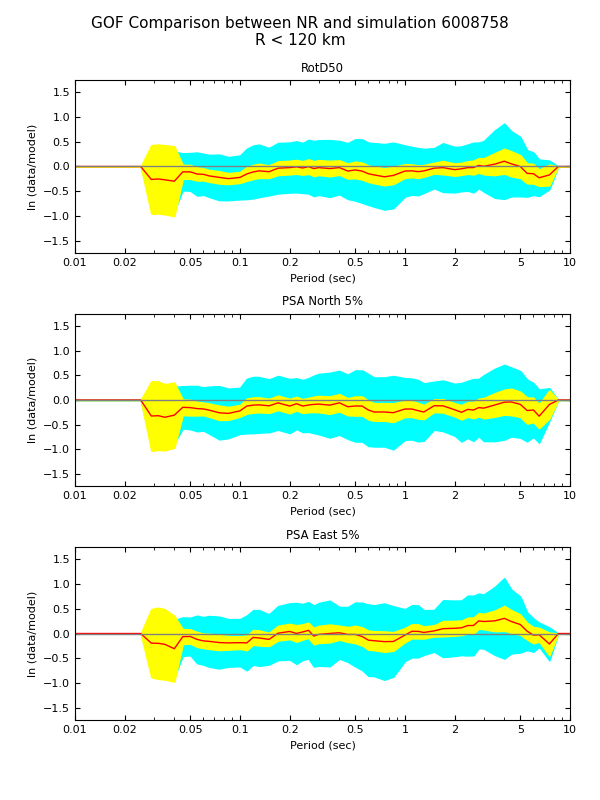 GOF Comparison between NR and simulation 6008758
R < 120 km
RotD50
ln (data/model)
1.5
1.0
0.5
0.0
−0.5
−1.0
−1.5
0.01 0.02 0.05 0.1 0.2 0.5 1 2 5 10
Period (sec)
PSA North 5%
ln (data/model)
1.5
1.0
0.5
0.0
−0.5
−1.0
−1.5
0.01 0.02 0.05 0.1 0.2 0.5 1 2 5 10
Period (sec)
PSA East 5%
ln (data/model)
1.5
1.0
0.5
0.0
−0.5
−1.0
−1.5
0.01 0.02 0.05 0.1 0.2 0.5 1 2 5 10
Period (sec)